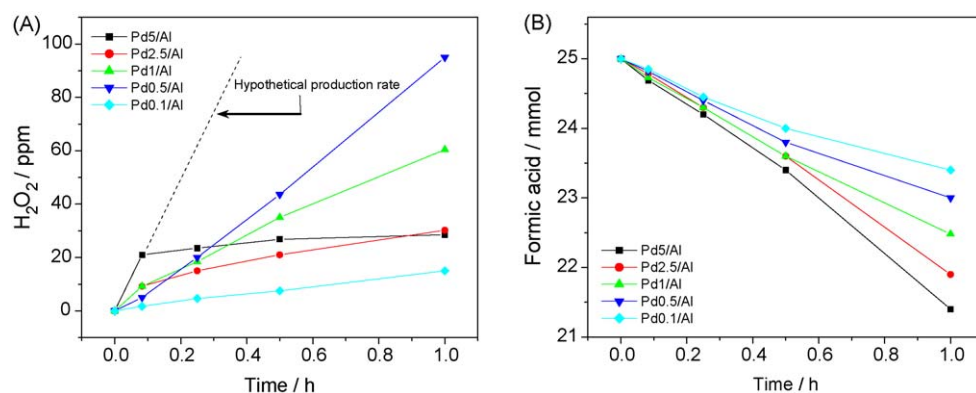 (A)
Pd5/Al
Pd2.5/Al
Pd1/Al
Pd0.5/Al
Pd0.1/Al
Hypothetical production rate
100
80
60
40
20
0
H₂O₂ / ppm
0.0 0.2 0.4 0.6 0.8 1.0
Time / h
(B)
26
25
24
23
22
21
Formic acid / mmol
Pd5/Al
Pd2.5/Al
Pd1/Al
Pd0.5/Al
Pd0.1/Al
0.0 0.2 0.4 0.6 0.8 1.0
Time / h